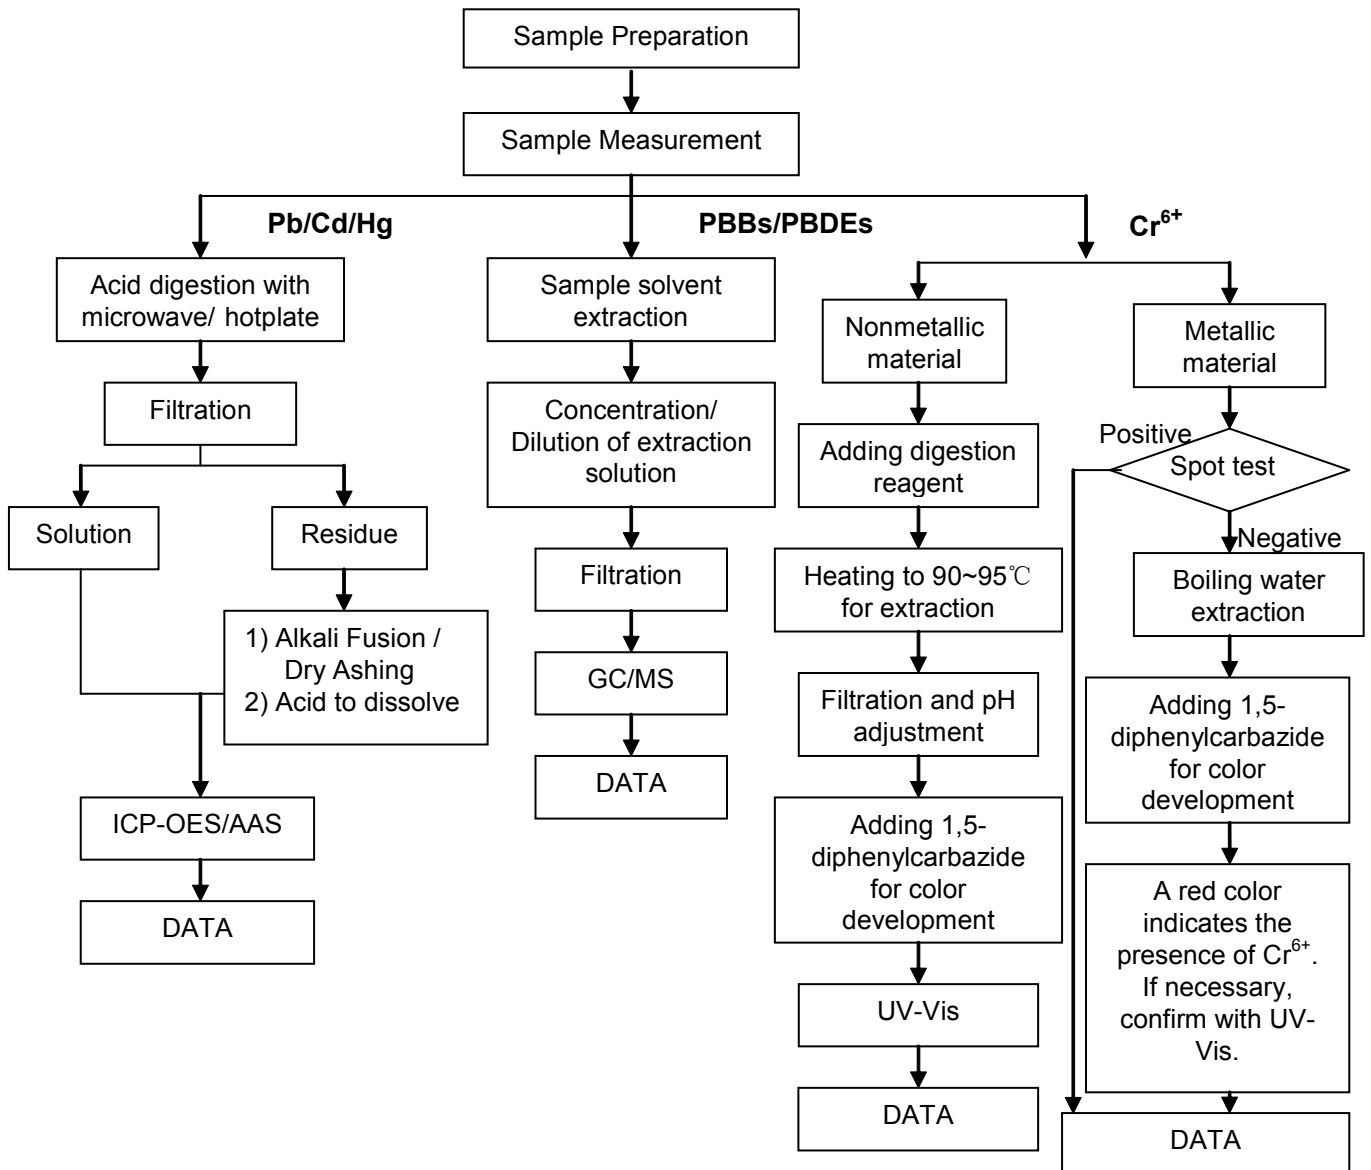 Sample Preparation
Sample Measurement
Pb/Cd/Hg
PBBs/PBDEs
Cr⁶⁺
Acid digestion with
microwave/ hotplate
Filtration
Solution
Residue
1) Alkali Fusion /
Dry Ashing
2) Acid to dissolve
ICP-OES/AAS
DATA
Sample solvent
extraction
Concentration/
Dilution of extraction
solution
Filtration
GC/MS
DATA
Nonmetallic
material
Adding digestion
reagent
Heating to 90~95℃
for extraction
Filtration and pH
adjustment
Adding 1,5-
diphenylcarbazide
for color
development
UV-Vis
DATA
Metallic
material
Positive
Spot test
Negative
Boiling water
extraction
Adding 1,5-
diphenylcarbazide
for color
development
A red color
indicates the
presence of Cr⁶⁺.
If necessary,
confirm with UV-
Vis.
DATA